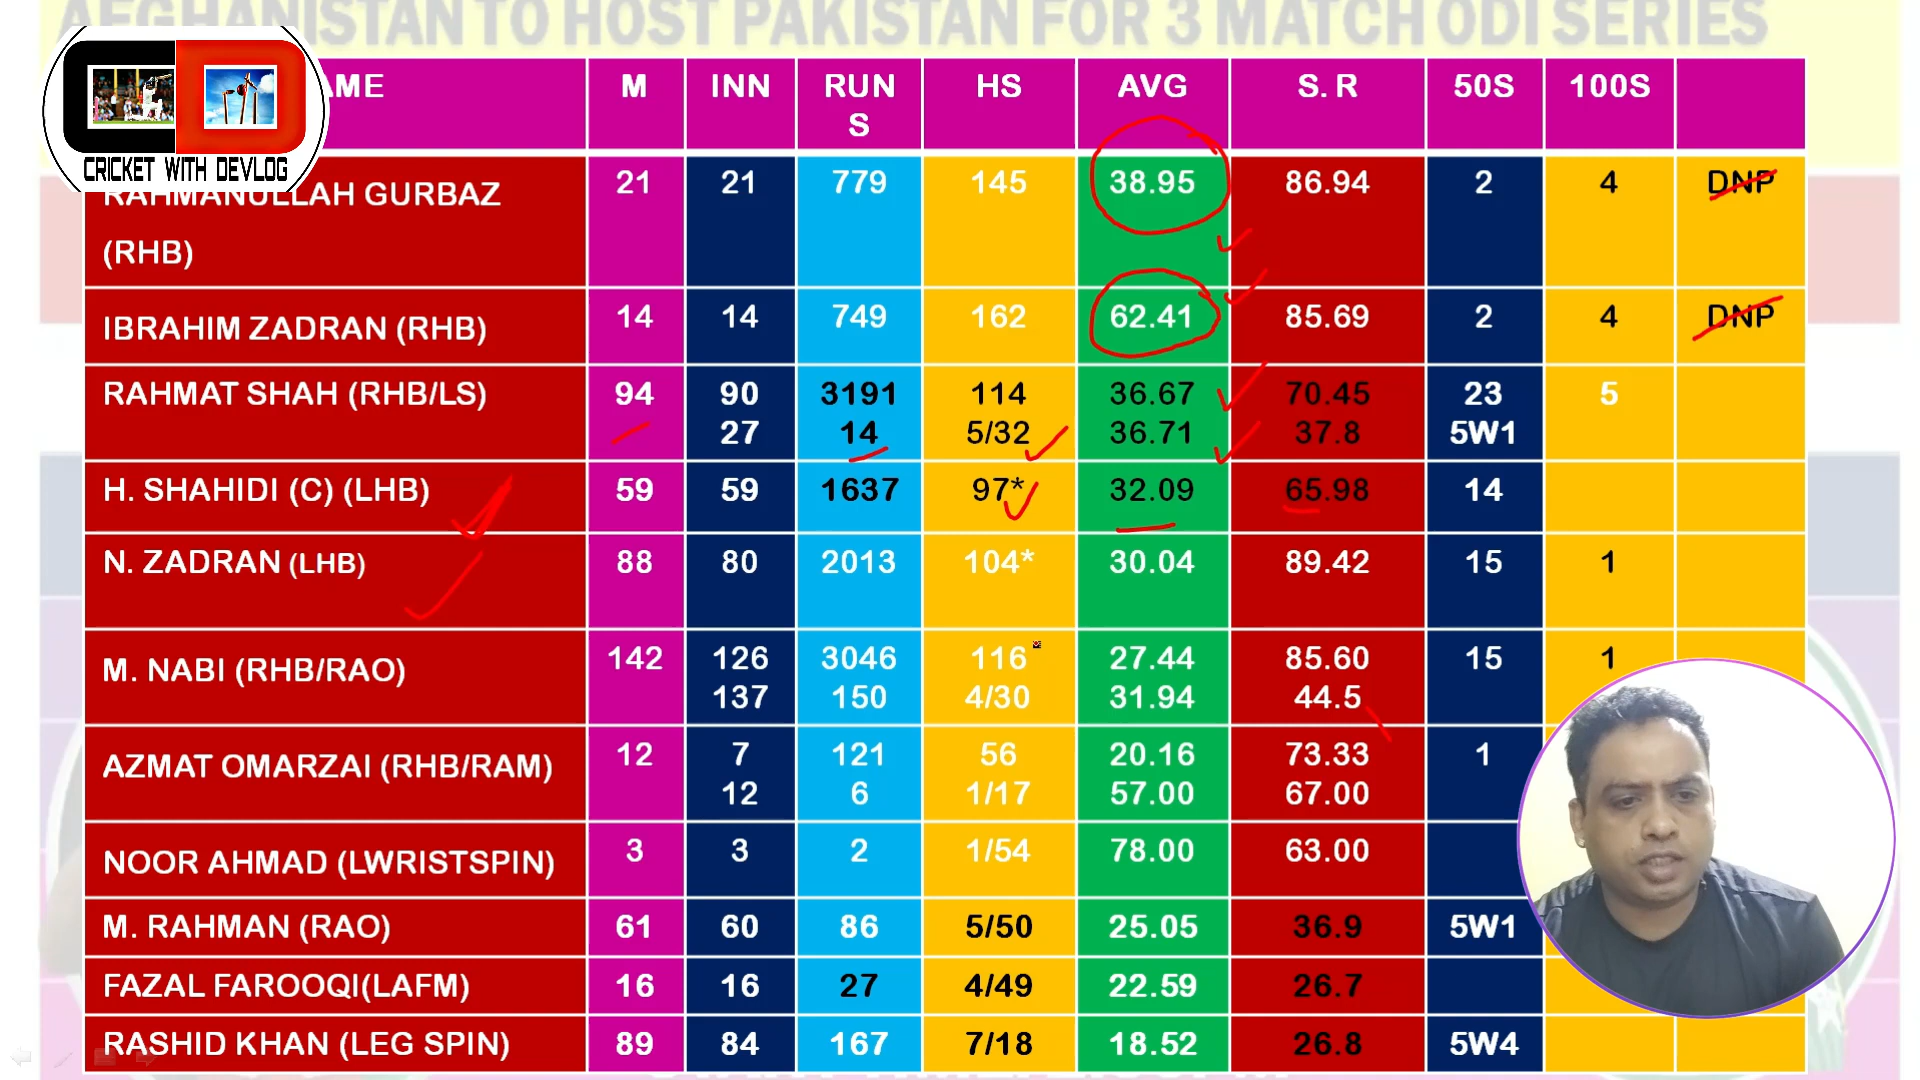 AFGHANISTAN TO HOST PAKISTAN FOR 3 MATCH ODI SERIES
CRICKET WITH DEVLOG
AME M INN RUN HS AVG S. R 50S 100S
S
RAHMANULLAH GURBAZ 21 21 779 145 38.95 86.94 2 4 DNP
(RHB)
IBRAHIM ZADRAN (RHB) 14 14 749 162 62.41 85.69 2 4 DNP
RAHMAT SHAH (RHB/LS) 94 90 3191 114 36.67 70.45 23 5
27 14 5/32 36.71 37.8 5W1
H. SHAHIDI (C) (LHB) 59 59 1637 97* 32.09 65.98 14
N. ZADRAN (LHB) 88 80 2013 104* 30.04 89.42 15 1
M. NABI (RHB/RAO) 142 126 3046 116 27.44 85.60 15 1
137 150 4/30 31.94 44.5
AZMAT OMARZAI (RHB/RAM) 12 7 121 56 20.16 73.33 1
12 6 1/17 57.00 67.00
NOOR AHMAD (LWRISTSPIN) 3 3 2 1/54 78.00 63.00
M. RAHMAN (RAO) 61 60 86 5/50 25.05 36.9 5W1
FAZAL FAROOQI(LAFM) 16 16 27 4/49 22.59 26.7
RASHID KHAN (LEG SPIN) 89 84 167 7/18 18.52 26.8 5W4